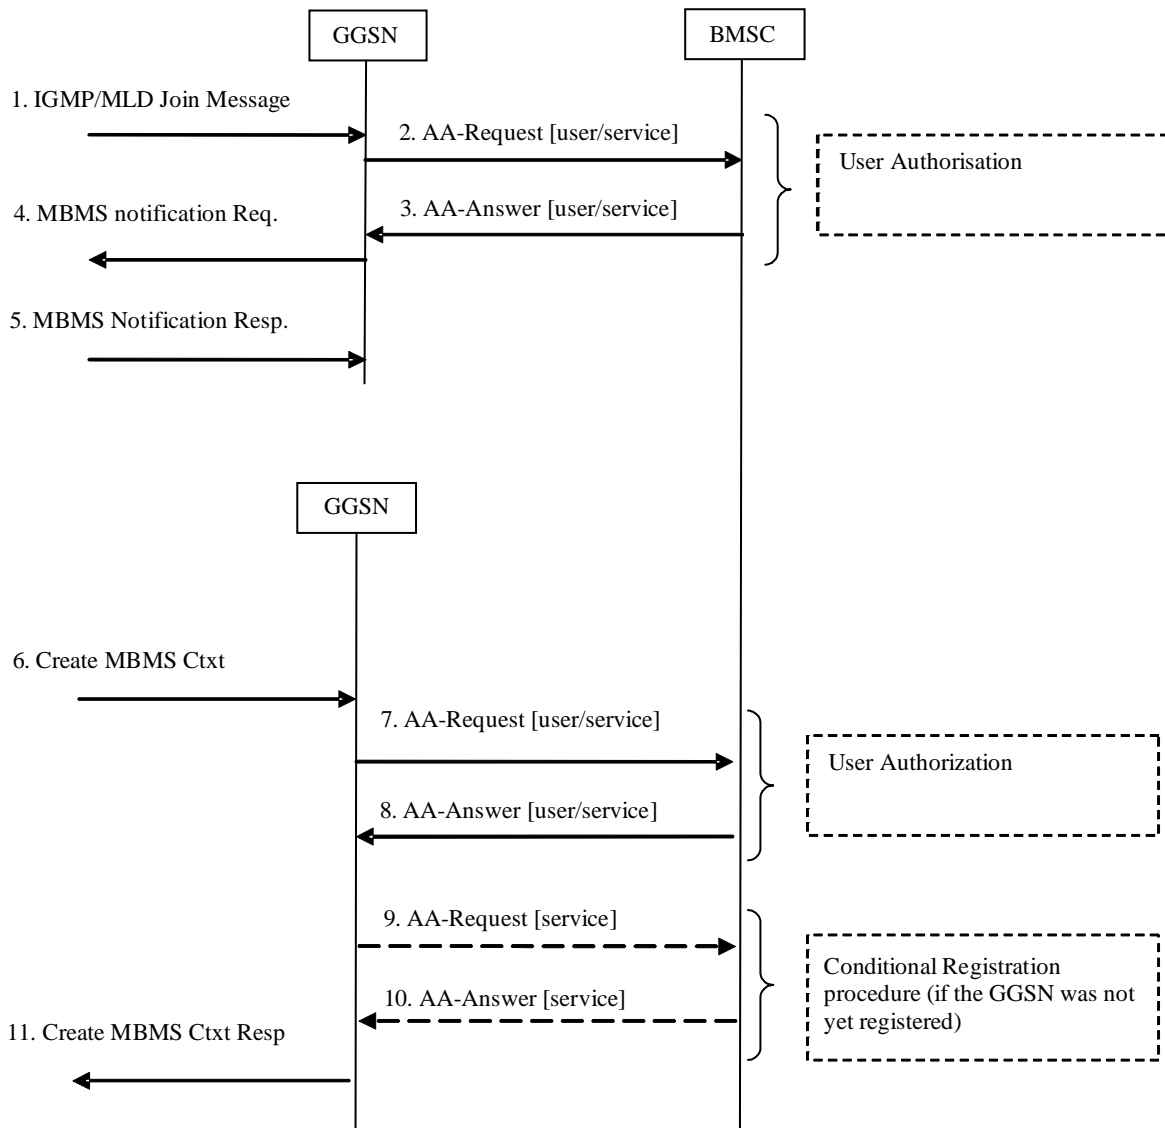 GGSN
BMSC
1. IGMP/MLD Join Message
2. AA-Request [user/service]
User Authorisation
4. MBMS notification Req.
3. AA-Answer [user/service]
5. MBMS Notification Resp.
GGSN
6. Create MBMS Ctxt
7. AA-Request [user/service]
User Authorization
8. AA-Answer [user/service]
9. AA-Request [service]
Conditional Registration
procedure (if the GGSN was not
yet registered)
10. AA-Answer [service]
11. Create MBMS Ctxt Resp